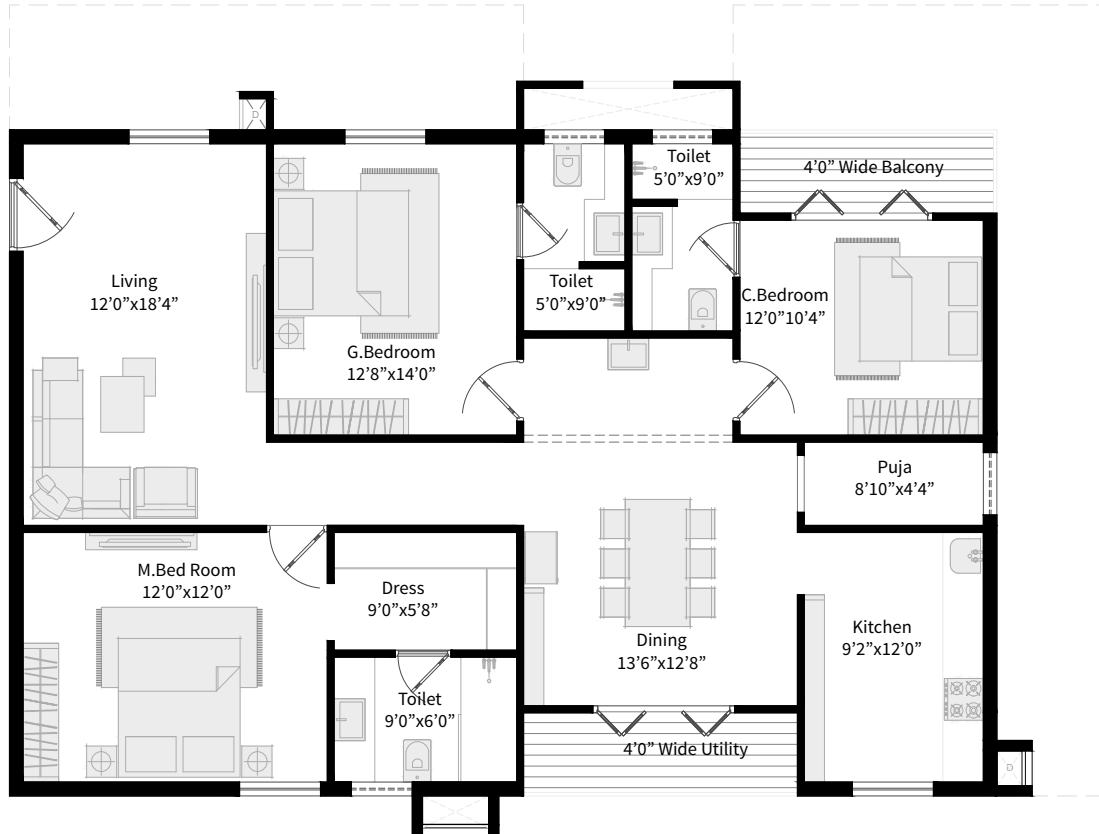 D
Toilet
5’0”x9’0”
4’0” Wide Balcony
Living
12’0”x18’4”
Toilet
5’0”x9’0”
C.Bedroom
12’0”10’4”
G.Bedroom
12’8”x14’0”
Puja
8’10”x4’4”
M.Bed Room
12’0”x12’0”
Dress
9’0”x5’8”
Dining
13’6”x12’8”
Kitchen
9’2”x12’0”
Toilet
9’0”x6’0”
4’0” Wide Utility
D